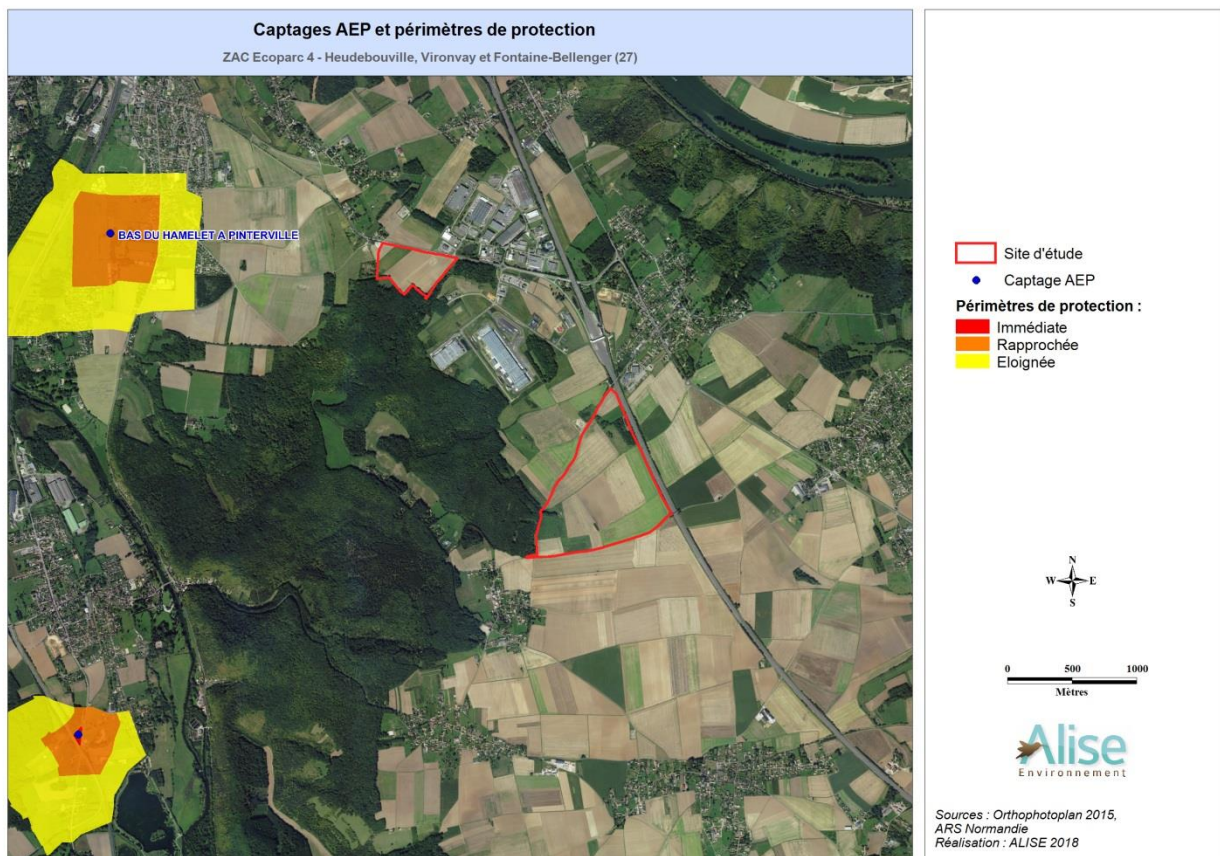 Captages AEP et périmètres de protection
ZAC Ecoparc 4 - Heudebouville, Vironvay et Fontaine-Bellenger (27)
BAS DU HAMELET A PINTERVILLE
Site d'étude
Captage AEP
Périmètres de protection :
Immédiate
Rapprochée
Eloignée
N
W E
S
0 500 1000
Mètres
Alise
Environnement
Sources : Orthophotoplan 2015,
ARS Normandie
Réalisation : ALISE 2018